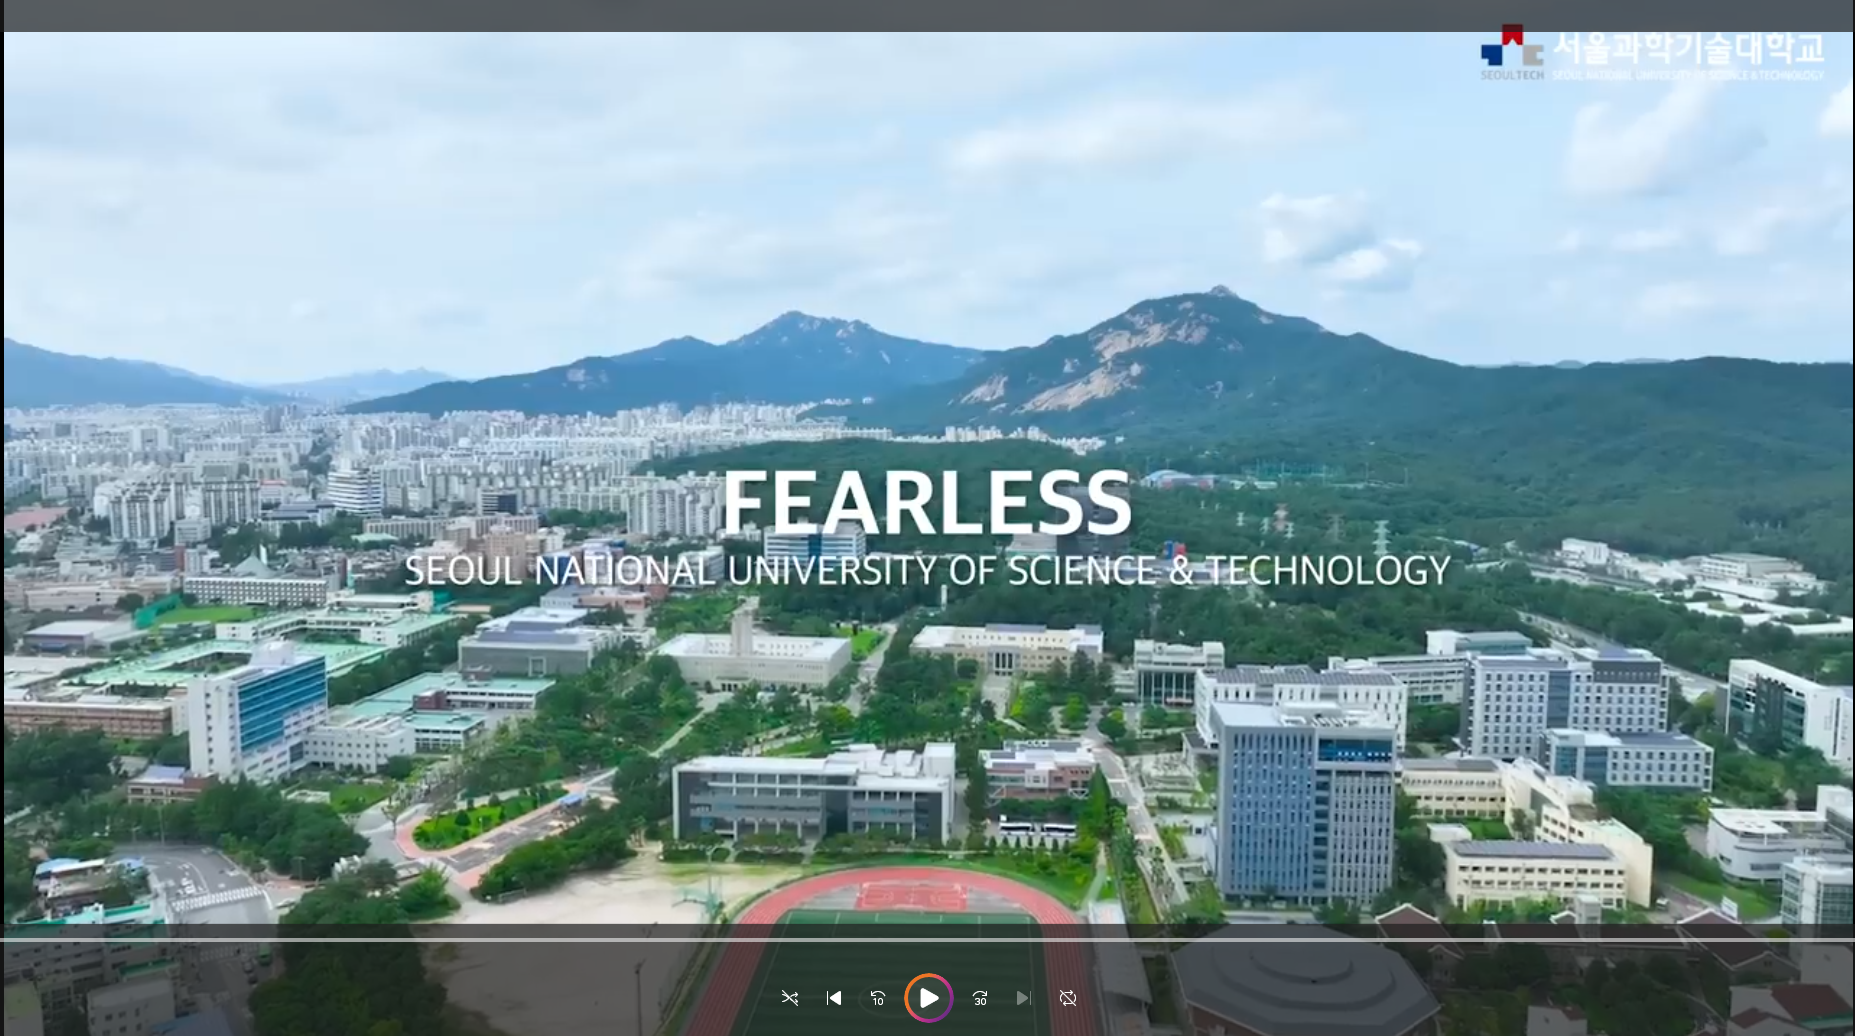 서울과학기술대학교
SEOULTECH SEOUL NATIONAL UNIVERSITY OF SCIENCE & TECHNOLOGY
FEARLESS
SEOUL NATIONAL UNIVERSITY OF SCIENCE & TECHNOLOGY
10
30